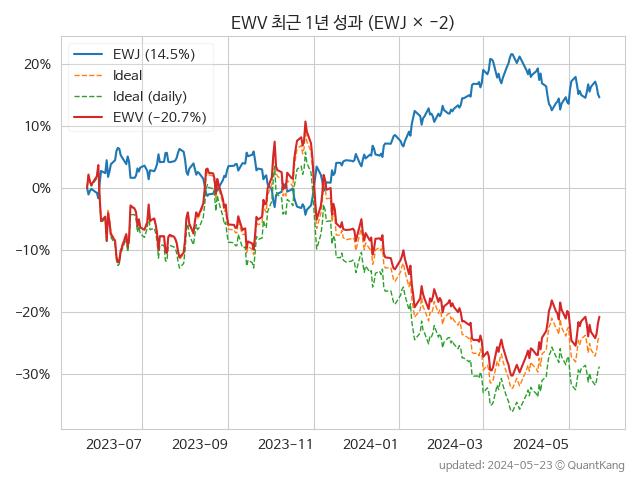 EWV 최근 1년 성과 (EWJ × −2)
EWJ (14.5%)
Ideal
Ideal (daily)
EWV (−20.7%)
20%
10%
0%
−10%
−20%
−30%
2023−07
2023−09
2023−11
2024−01
2024−03
2024−05
updated: 2024−05−23 © QuantKang